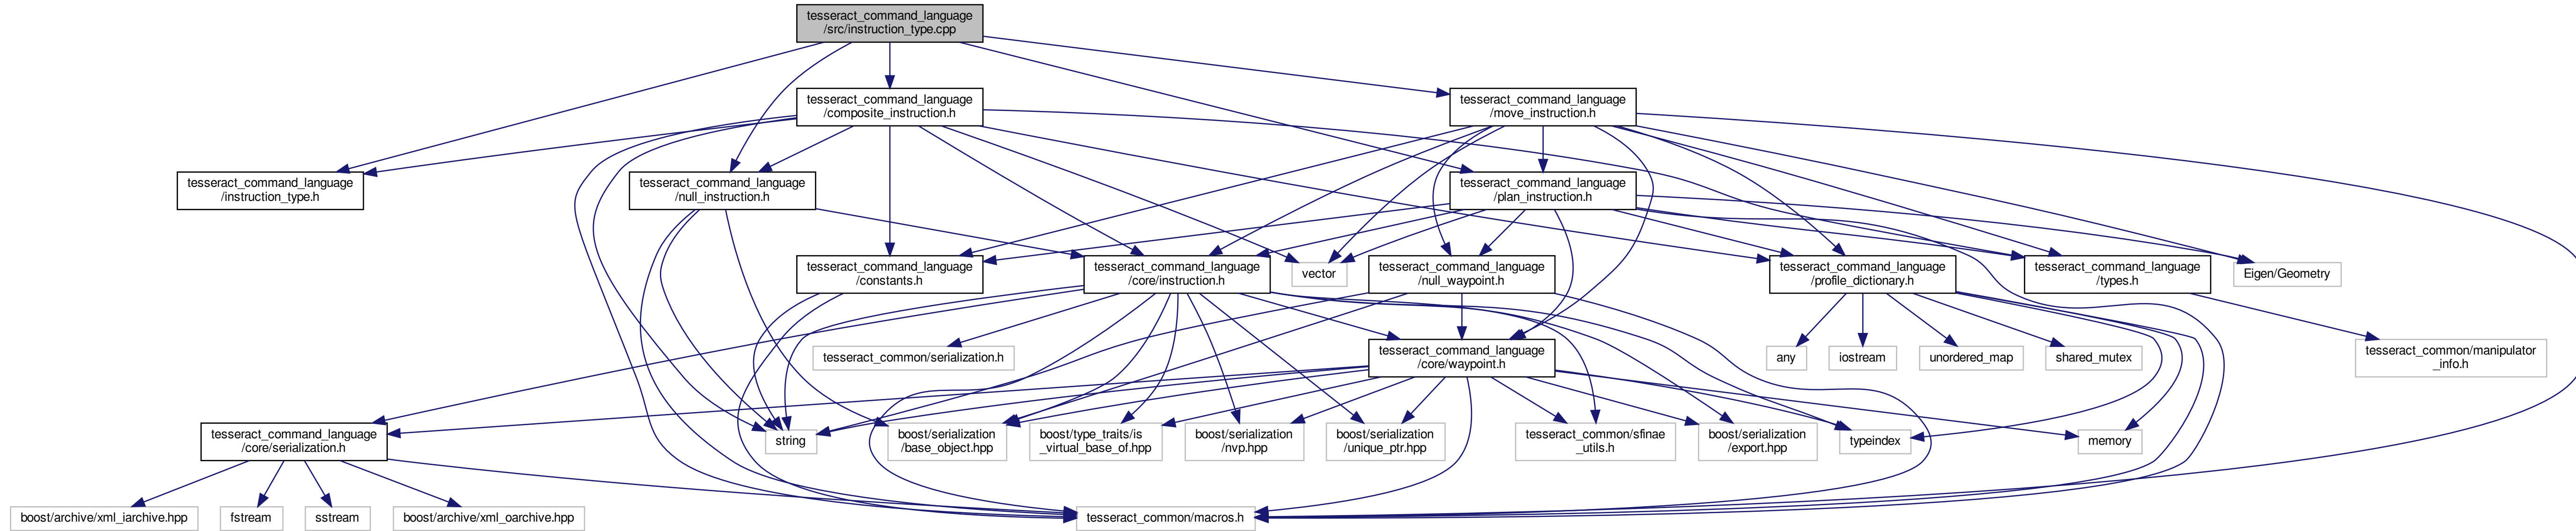 tesseract_command_language
/src/instruction_type.cpp
tesseract_command_language
/composite_instruction.h
tesseract_command_language
/move_instruction.h
tesseract_command_language
/instruction_type.h
tesseract_command_language
/null_instruction.h
tesseract_command_language
/plan_instruction.h
tesseract_command_language
/constants.h
tesseract_command_language
/core/instruction.h
vector
tesseract_command_language
/null_waypoint.h
tesseract_command_language
/profile_dictionary.h
tesseract_command_language
/types.h
Eigen/Geometry
tesseract_common/serialization.h
tesseract_command_language
/core/waypoint.h
any
iostream
unordered_map
shared_mutex
tesseract_common/manipulator
_info.h
tesseract_command_language
/core/serialization.h
string
boost/serialization
/base_object.hpp
boost/type_traits/is
_virtual_base_of.hpp
boost/serialization
/nvp.hpp
boost/serialization
/unique_ptr.hpp
tesseract_common/sfinae
_utils.h
boost/serialization
/export.hpp
typeindex
memory
boost/archive/xml_iarchive.hpp
fstream
sstream
boost/archive/xml_oarchive.hpp
tesseract_common/macros.h